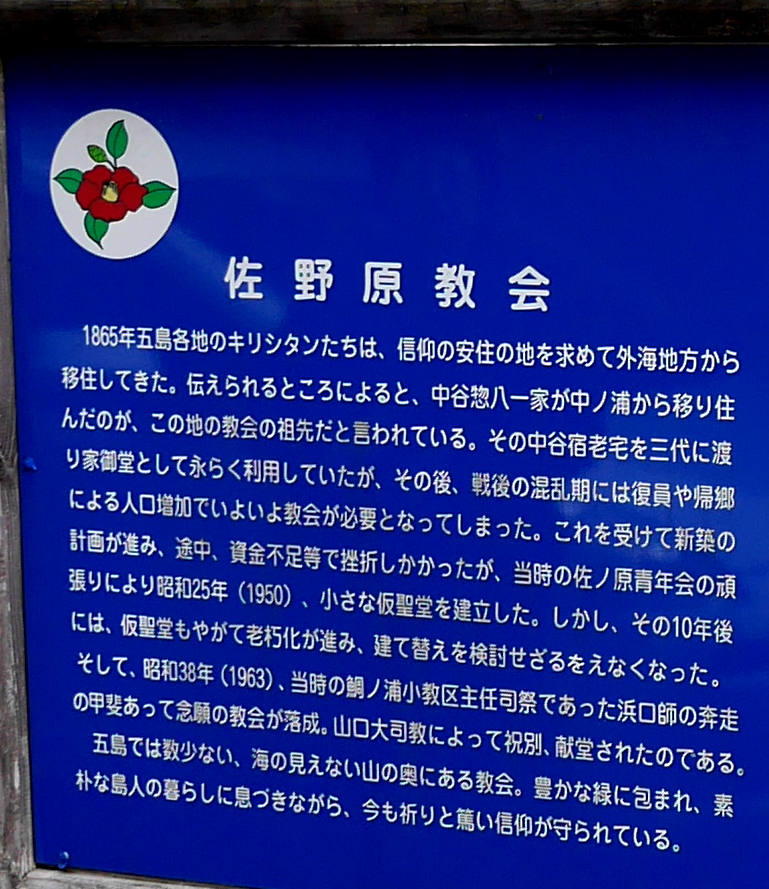 佐野原教会
1865年五島各地のキリシタンたちは、信仰の安住の地を求めて外海地方から
移住してきた。伝えられるところによると、中谷惣八一家が中ノ浦から移り住
んだのが、この地の教会の祖先だと言われている。その中谷宿老宅を三代に渡
り家御堂として永らく利用していたが、その後、戦後の混乱期には復員や帰郷
による人口増加でいよいよ教会が必要となってしまった。これを受けて新築の
計画が進み、途中、資金不足等で挫折しかかったが、当時の佐ノ原青年会の頑
張りにより昭和25年（1950）、小さな仮聖堂を建立した。しかし、その10年後
には、仮聖堂もやがて老朽化が進み、建て替えを検討せざるをえなくなった。
そして、昭和38年（1963）、当時の鯛ノ浦小教区主任司祭であった浜口師の奔走
の甲斐あって念願の教会が落成。山口大司教によって祝別、献堂されたのである。
五島では数少ない、海の見えない山の奥にある教会。豊かな緑に包まれ、素
朴な島人の暮らしに息づきながら、今も祈りと篤い信仰が守られている。